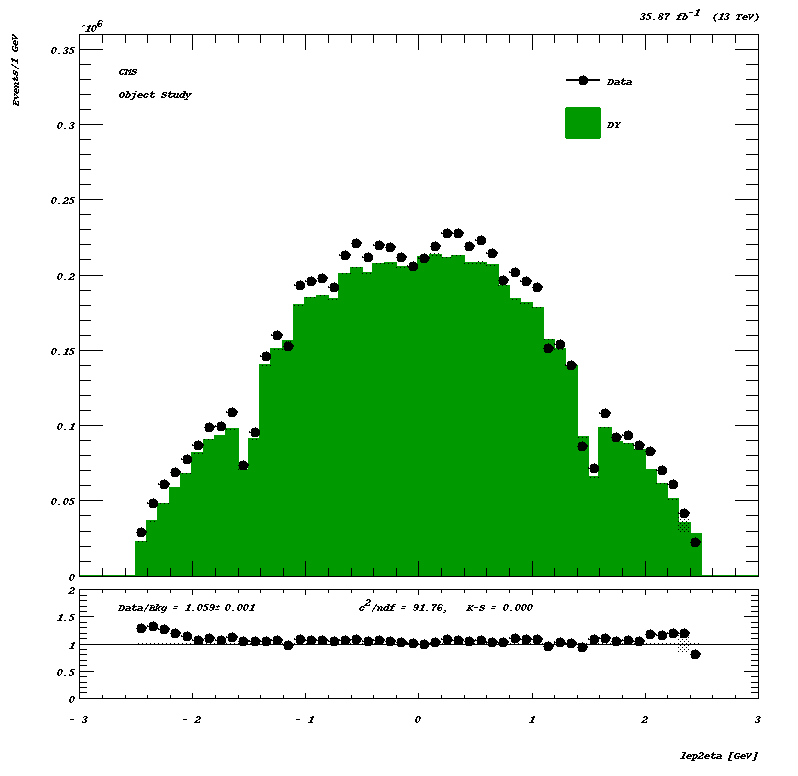 35.87 fb⁻¹ (13 TeV)
´10⁶
Events/1 GeV
CMS
Object Study
Data
DY
0.35
0.3
0.25
0.2
0.15
0.1
0.05
0
Data/Bkg = 1.059± 0.001 c²/ndf = 91.76, K-S = 0.000
2
1.5
1
0.5
0
- 3 - 2 - 1 0 1 2 3
lep2eta [GeV]